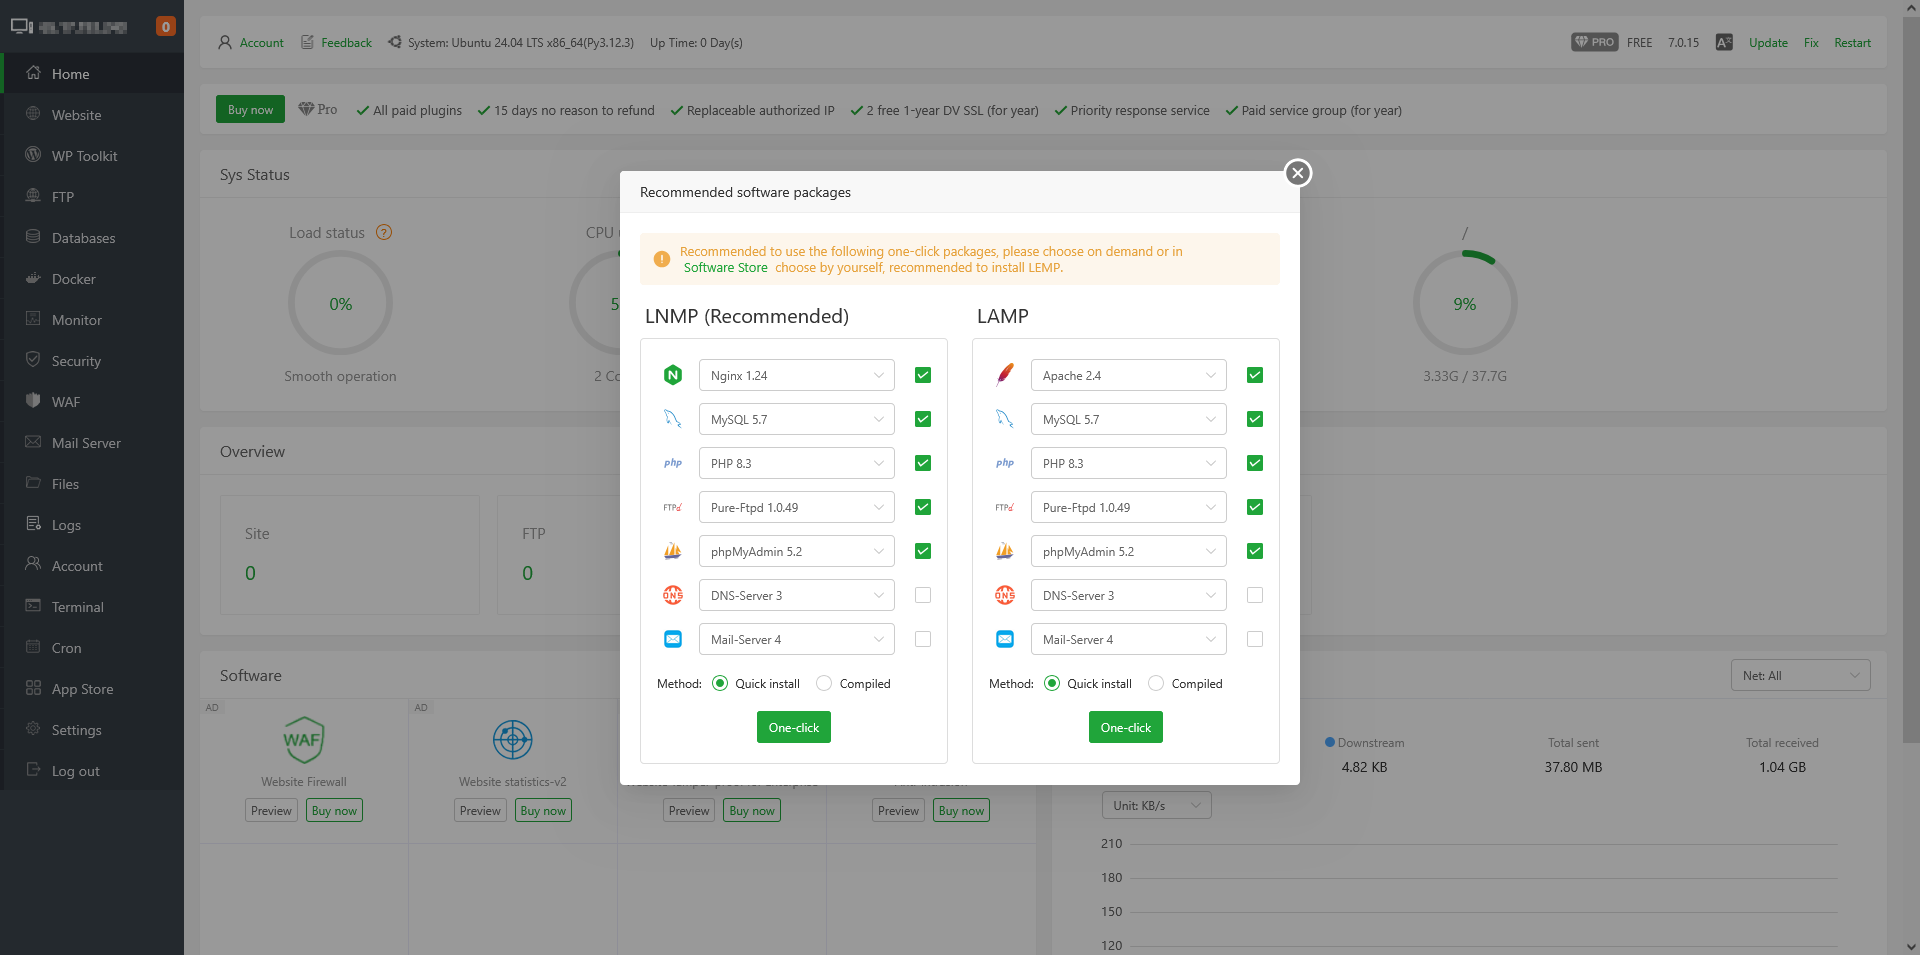 0
Home
Website
WP Toolkit
FTP
Databases
Docker
Monitor
Security
WAF
Mail Server
Files
Logs
Account
Terminal
Cron
App Store
Settings
Log out
Account
Feedback
System: Ubuntu 24.04 LTS x86_64(Py3.12.3)
Up Time: 0 Day(s)
PRO
FREE
7.0.15
Update
Fix
Restart
Buy now
Pro
All paid plugins
15 days no reason to refund
Replaceable authorized IP
2 free 1-year DV SSL (for year)
Priority response service
Paid service group (for year)
Sys Status
Load status
0%
Smooth operation
CPU
5
2 Co
/
9%
3.33G / 37.7G
Overview
Site
0
FTP
0
Software
AD
WAF
Website Firewall
Preview
Buy now
AD
Website statistics-v2
Preview
Buy now
Preview
Buy now
Preview
Buy now
Net: All
Downstream
4.82 KB
Total sent
37.80 MB
Total received
1.04 GB
Unit: KB/s
210
180
150
120
Recommended software packages
Recommended to use the following one-click packages, please choose on demand or in
Software Store choose by yourself, recommended to install LEMP.
LNMP (Recommended)
Nginx 1.24
MySQL 5.7
php
PHP 8.3
FTPd
Pure-Ftpd 1.0.49
phpMyAdmin 5.2
DNS
DNS-Server 3
Mail-Server 4
Method:
Quick install
Compiled
One-click
LAMP
Apache 2.4
MySQL 5.7
php
PHP 8.3
FTPd
Pure-Ftpd 1.0.49
phpMyAdmin 5.2
DNS
DNS-Server 3
Mail-Server 4
Method:
Quick install
Compiled
One-click